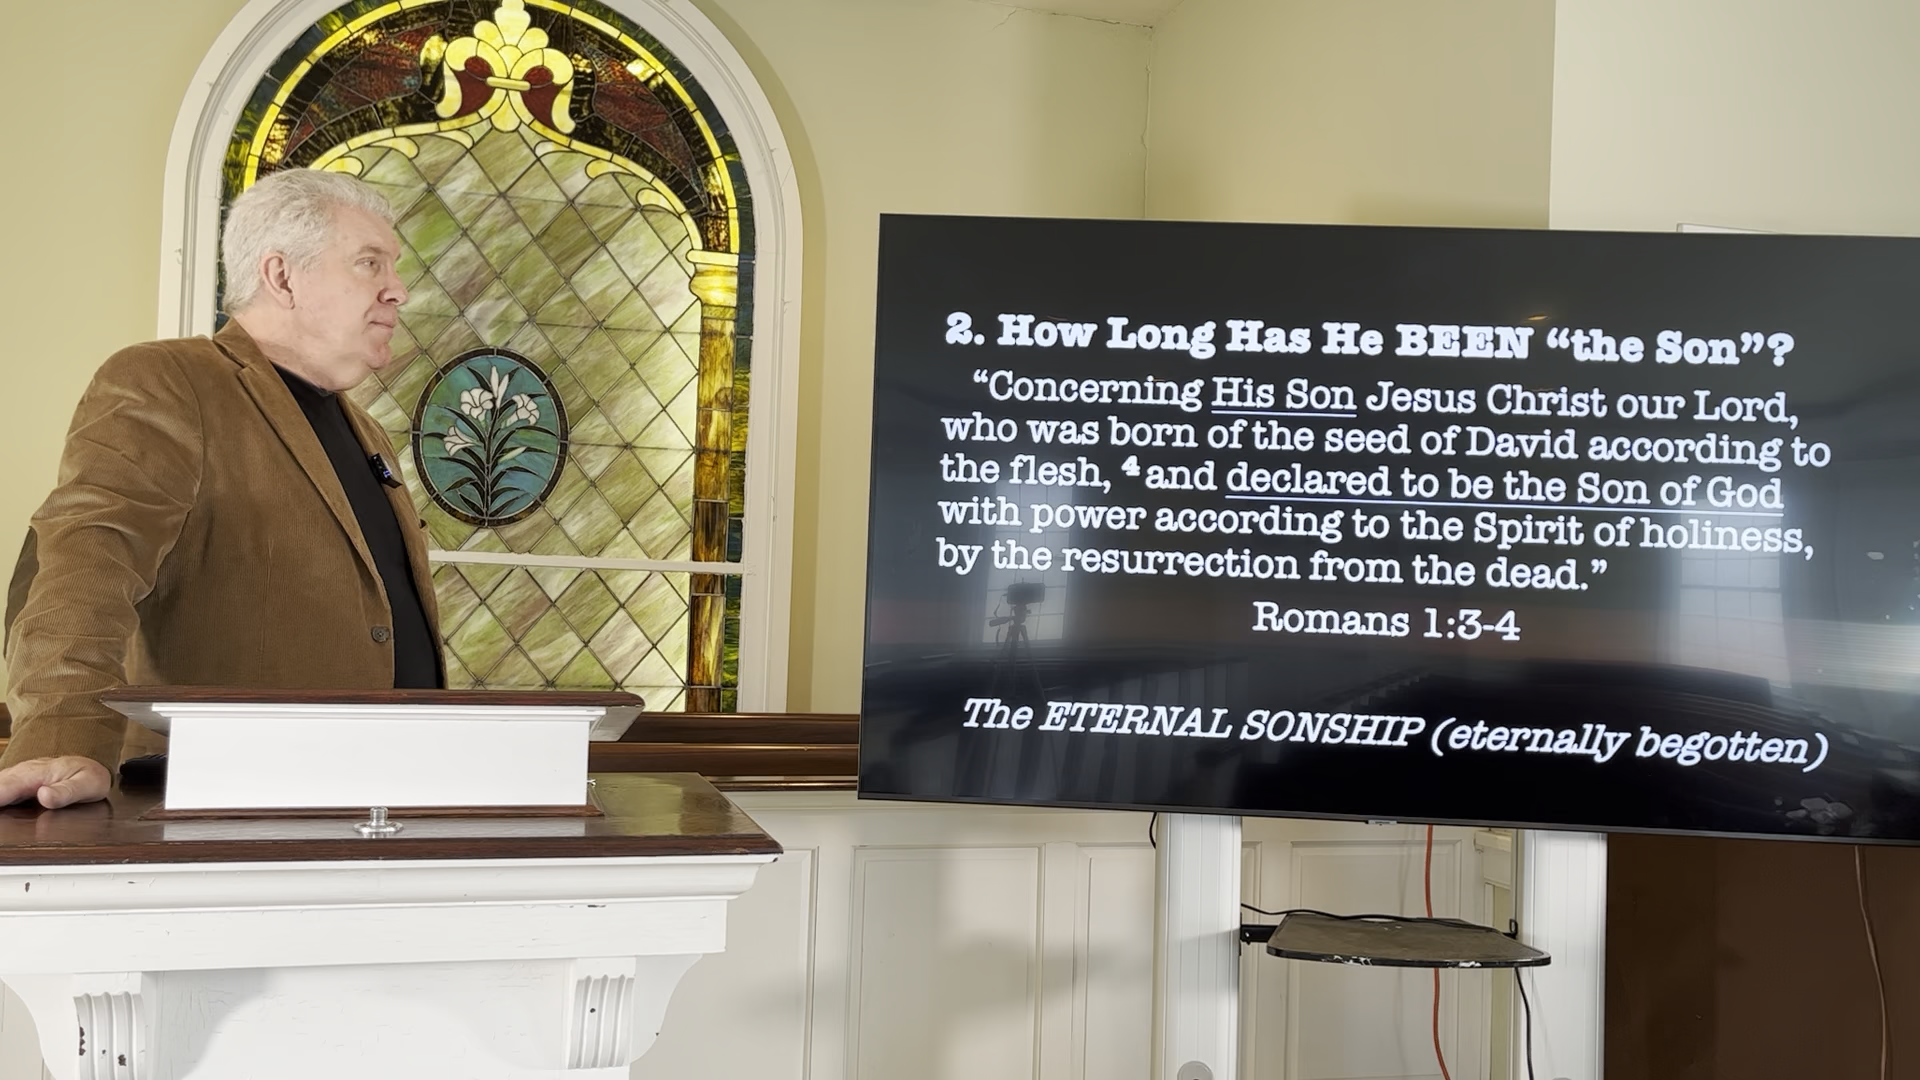 2. How Long Has He BEEN “the Son”?
“Concerning His Son Jesus Christ our Lord,
who was born of the seed of David according to
the flesh, ⁴ and declared to be the Son of God
with power according to the Spirit of holiness,
by the resurrection from the dead.”
Romans 1:3-4
The ETERNAL SONSHIP (eternally begotten)